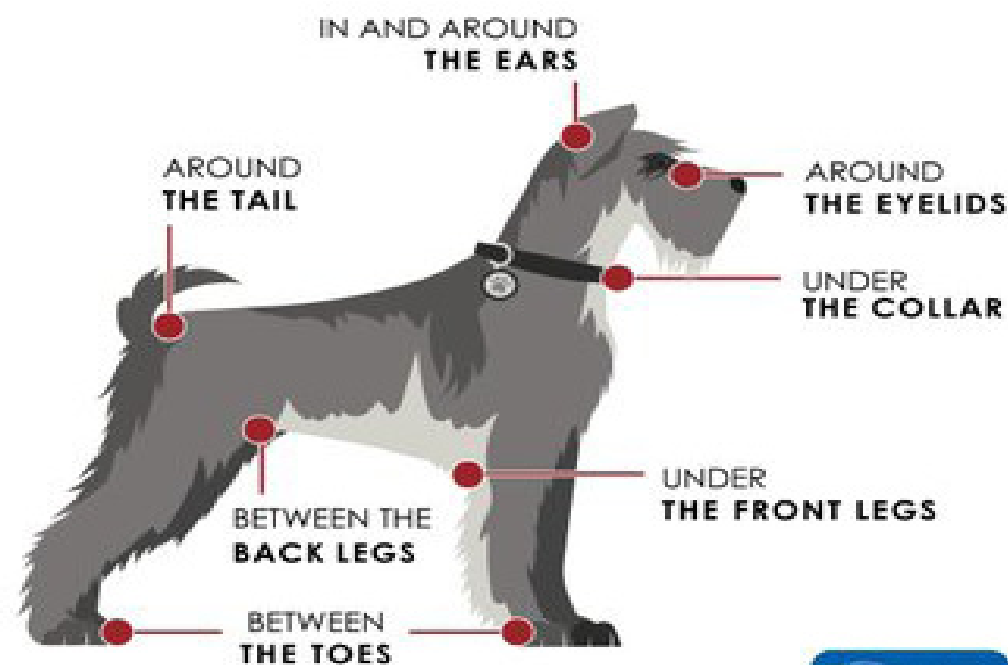 IN AND AROUND
THE EARS
AROUND
THE TAIL
AROUND
THE EYELIDS
UNDER
THE COLLAR
UNDER
THE FRONT LEGS
BETWEEN THE
BACK LEGS
BETWEEN
THE TOES